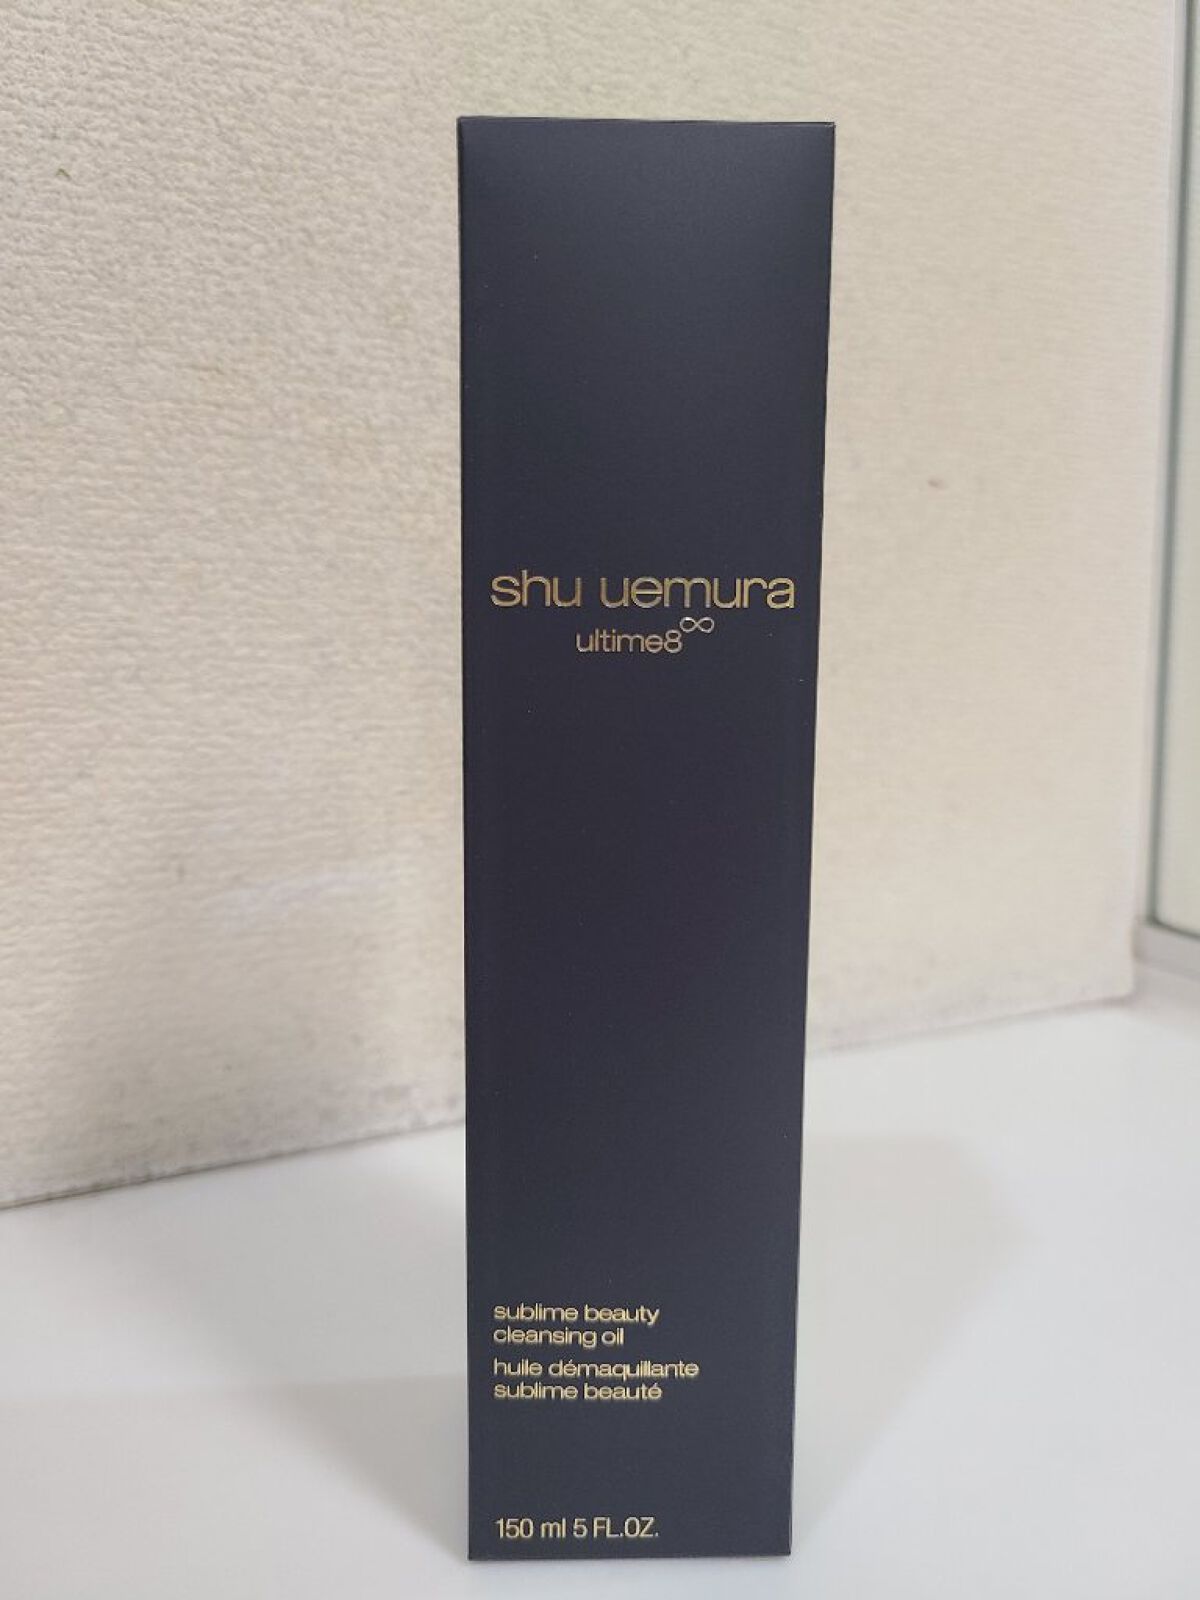 shu uemura
ultime8∞
sublime beauty
cleansing oil
huile démaquillante
sublime beauté
150 ml 5 FL.OZ.